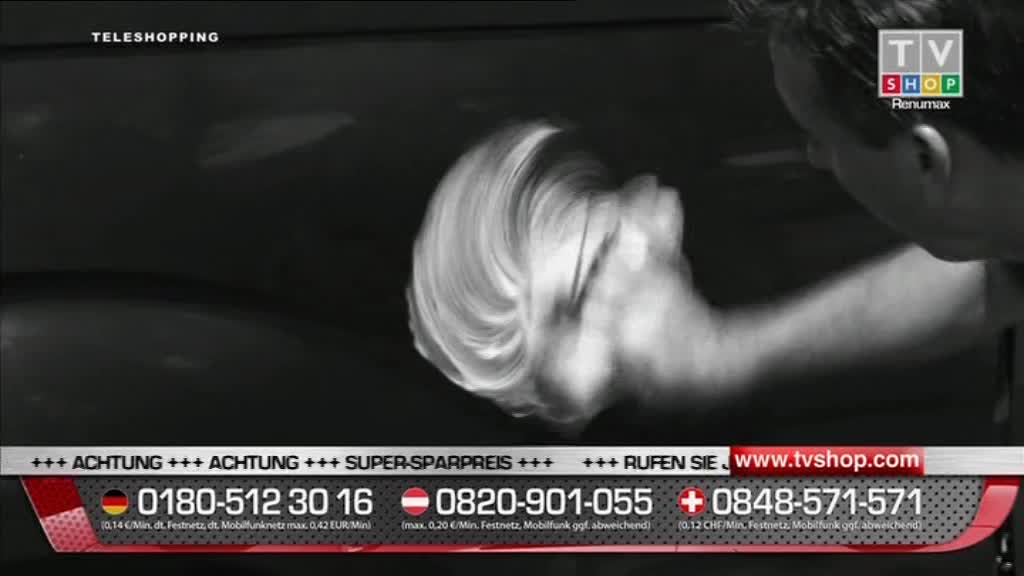 TELESHOPPING
TV
SHOP
Renumax
+++ ACHTUNG +++ ACHTUNG +++ SUPER-SPARPREIS +++ +++ RUFEN SIE
www.tvshop.com
0180-512 30 16 0820-901-055 0848-571-571
(0,14 €/Min. dt. Festnetz, dt. Mobilfunknetz max. 0,42 EUR/Min) (max. 0,20 €/Min. Festnetz, Mobilfunk ggf. abweichend) (0,12 CHF/Min. Festnetz, Mobilfunk ggf. abweichend)